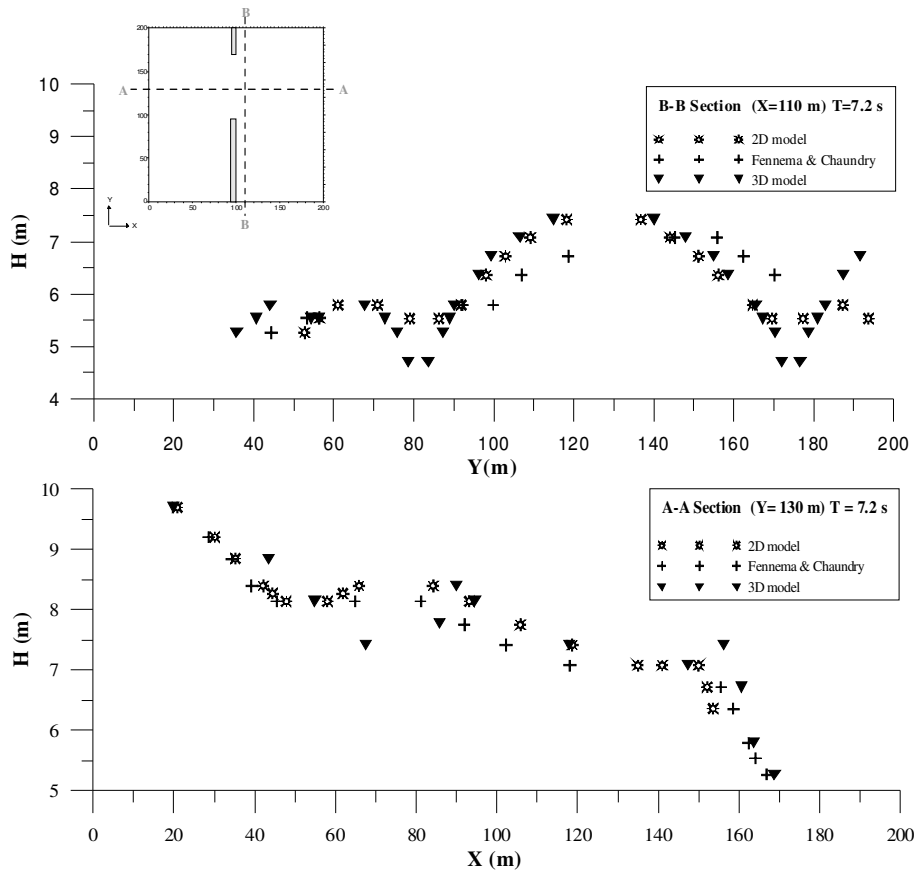 B
200
150
100
50
0
0 50 100 150 200
A A
B
Y
X
10
9
8
7
6
5
4
H (m)
B-B Section (X=110 m) T=7.2 s
2D model
Fennema & Chaundry
3D model
0 20 40 60 80 100 120 140 160 180 200
Y(m)
10
9
8
7
6
5
H (m)
A-A Section (Y= 130 m) T = 7.2 s
2D model
Fennema & Chaundry
3D model
0 20 40 60 80 100 120 140 160 180 200
X (m)